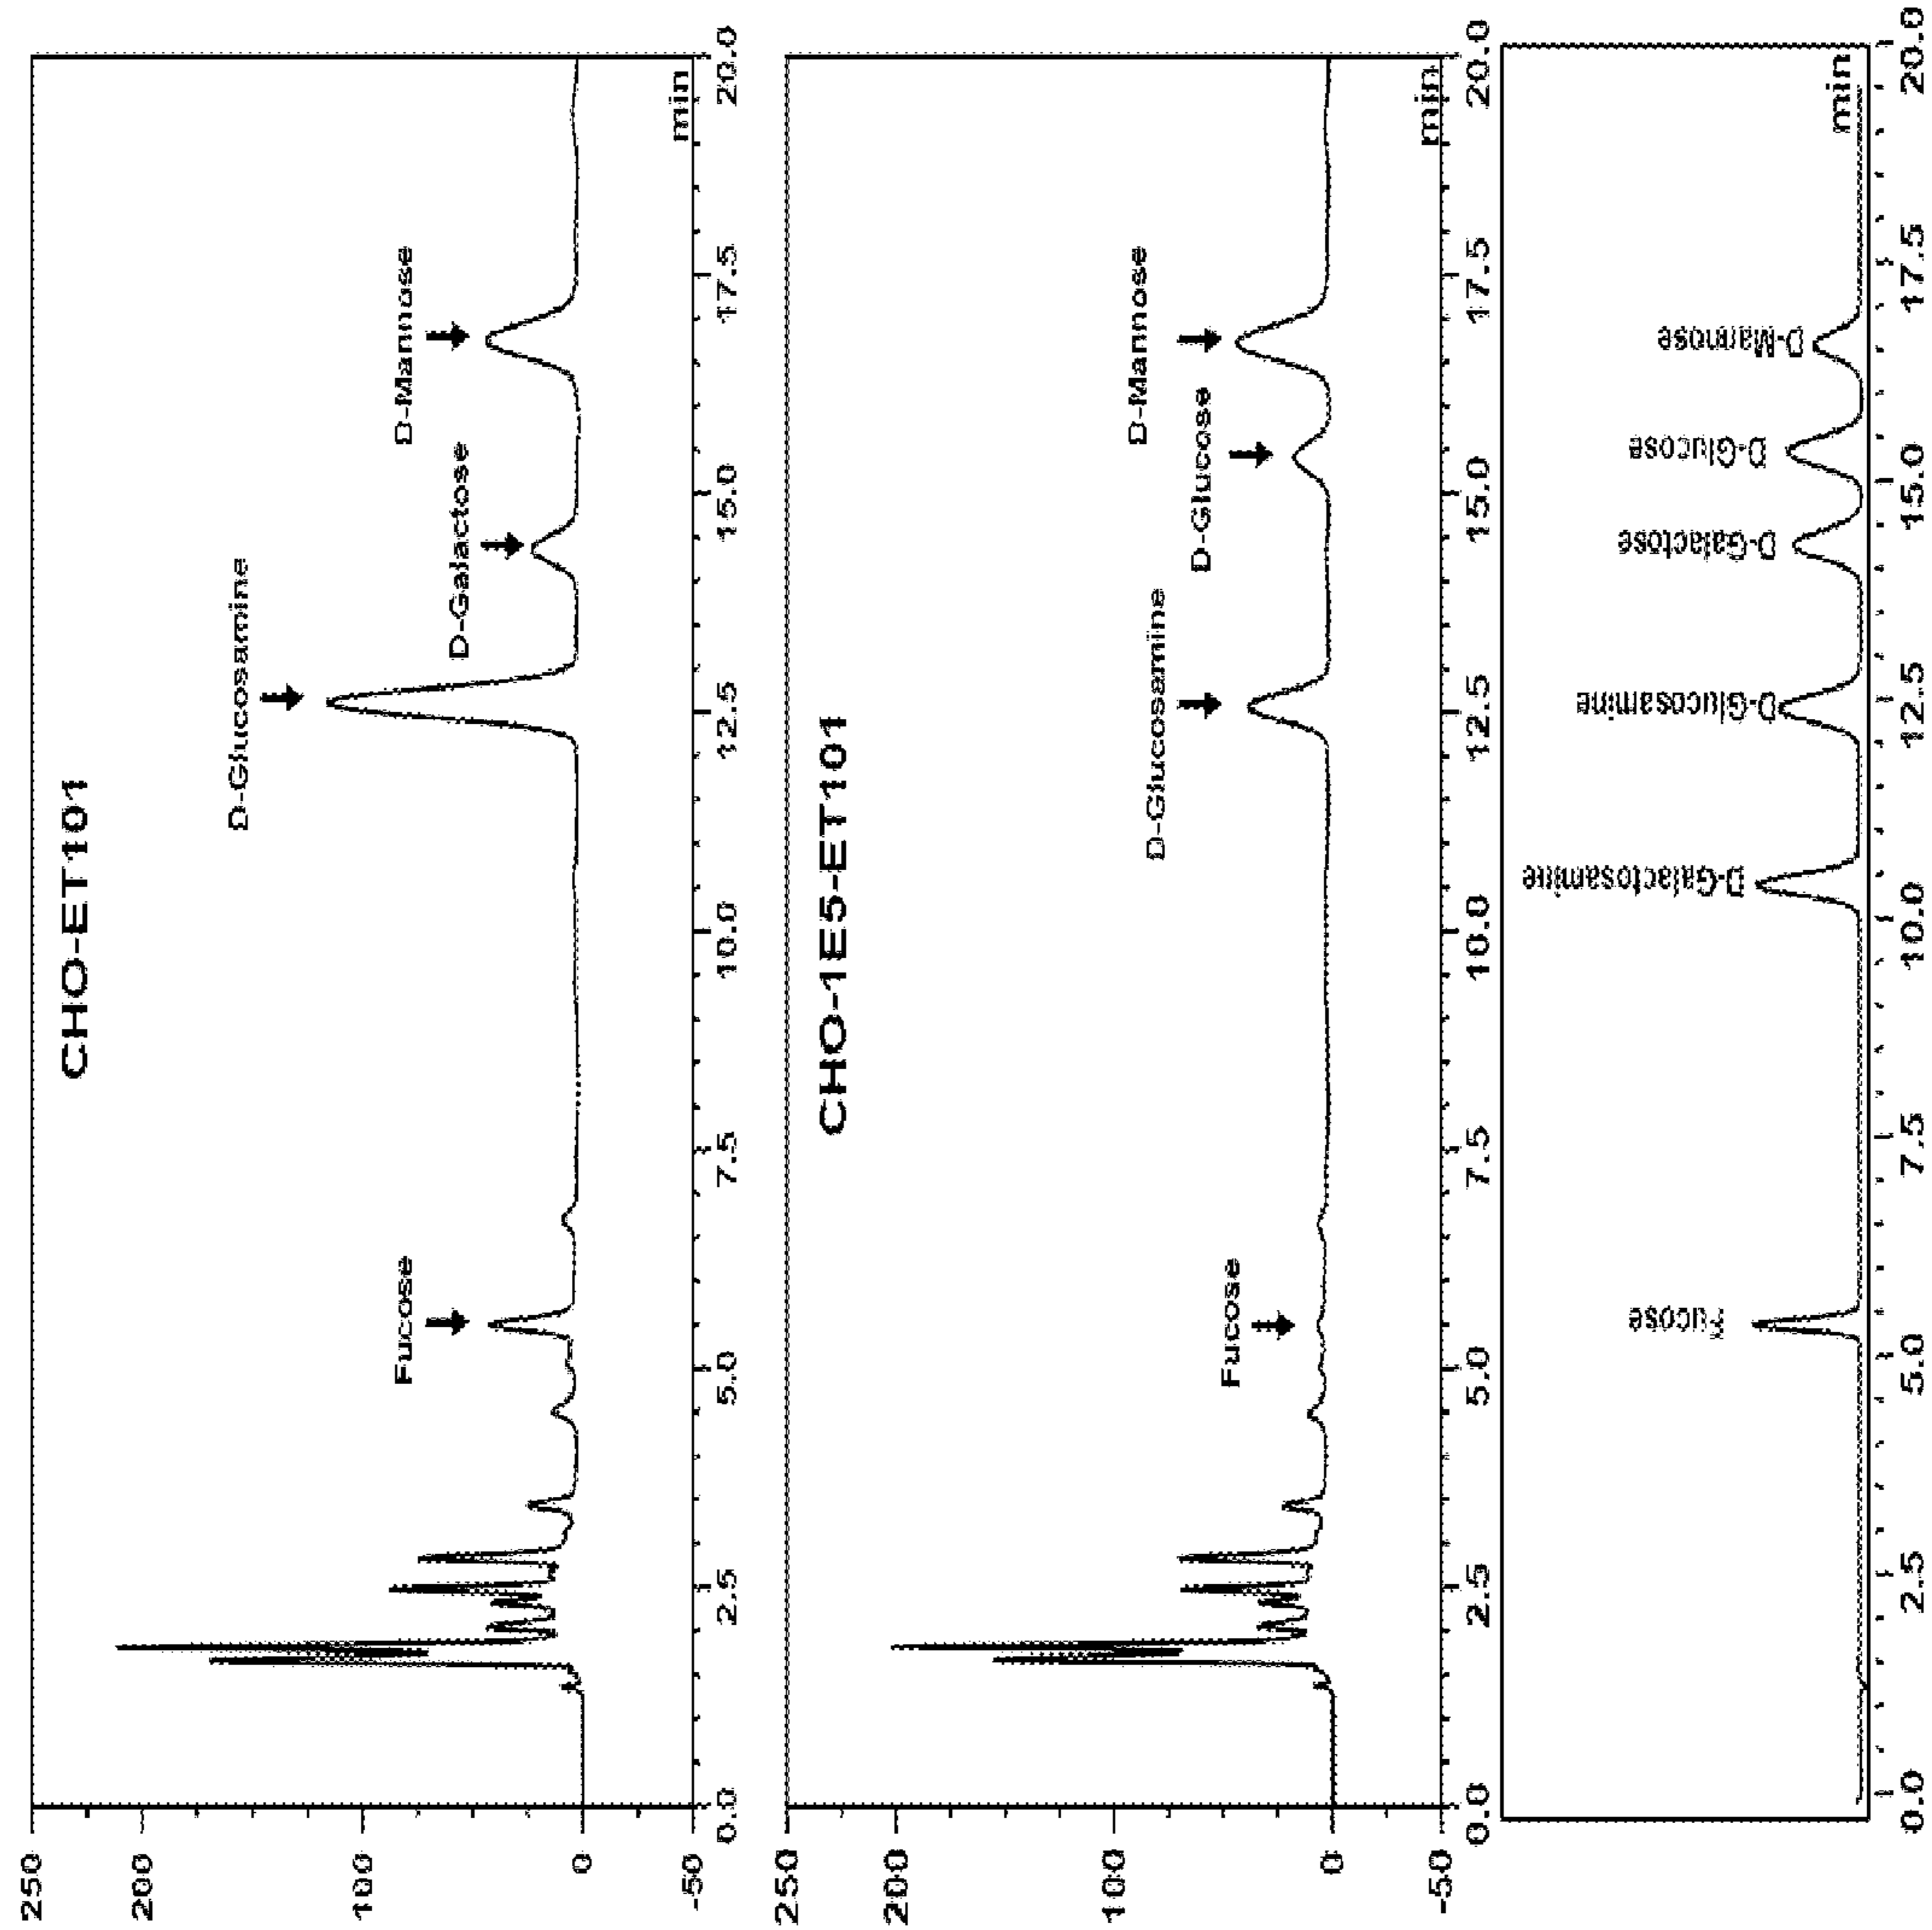 CHO-ET101
250
200
100
0
-50
Fucose
D-Glucosamine
D-Galactose
D-Mannose
min
0.0
2.5
5.0
7.5
10.0
12.5
15.0
17.5
20.0
CHO-1E5-ET101
250
200
100
0
-50
Fucose
D-Glucosamine
D-Glucose
D-Mannose
min
0.0
2.5
5.0
7.5
10.0
12.5
15.0
17.5
20.0
Fucose
D-Galactosamine
D-Glucosamine
D-Galactose
D-Glucose
D-Mannose
min
0.0
2.5
5.0
7.5
10.0
12.5
15.0
17.5
20.0